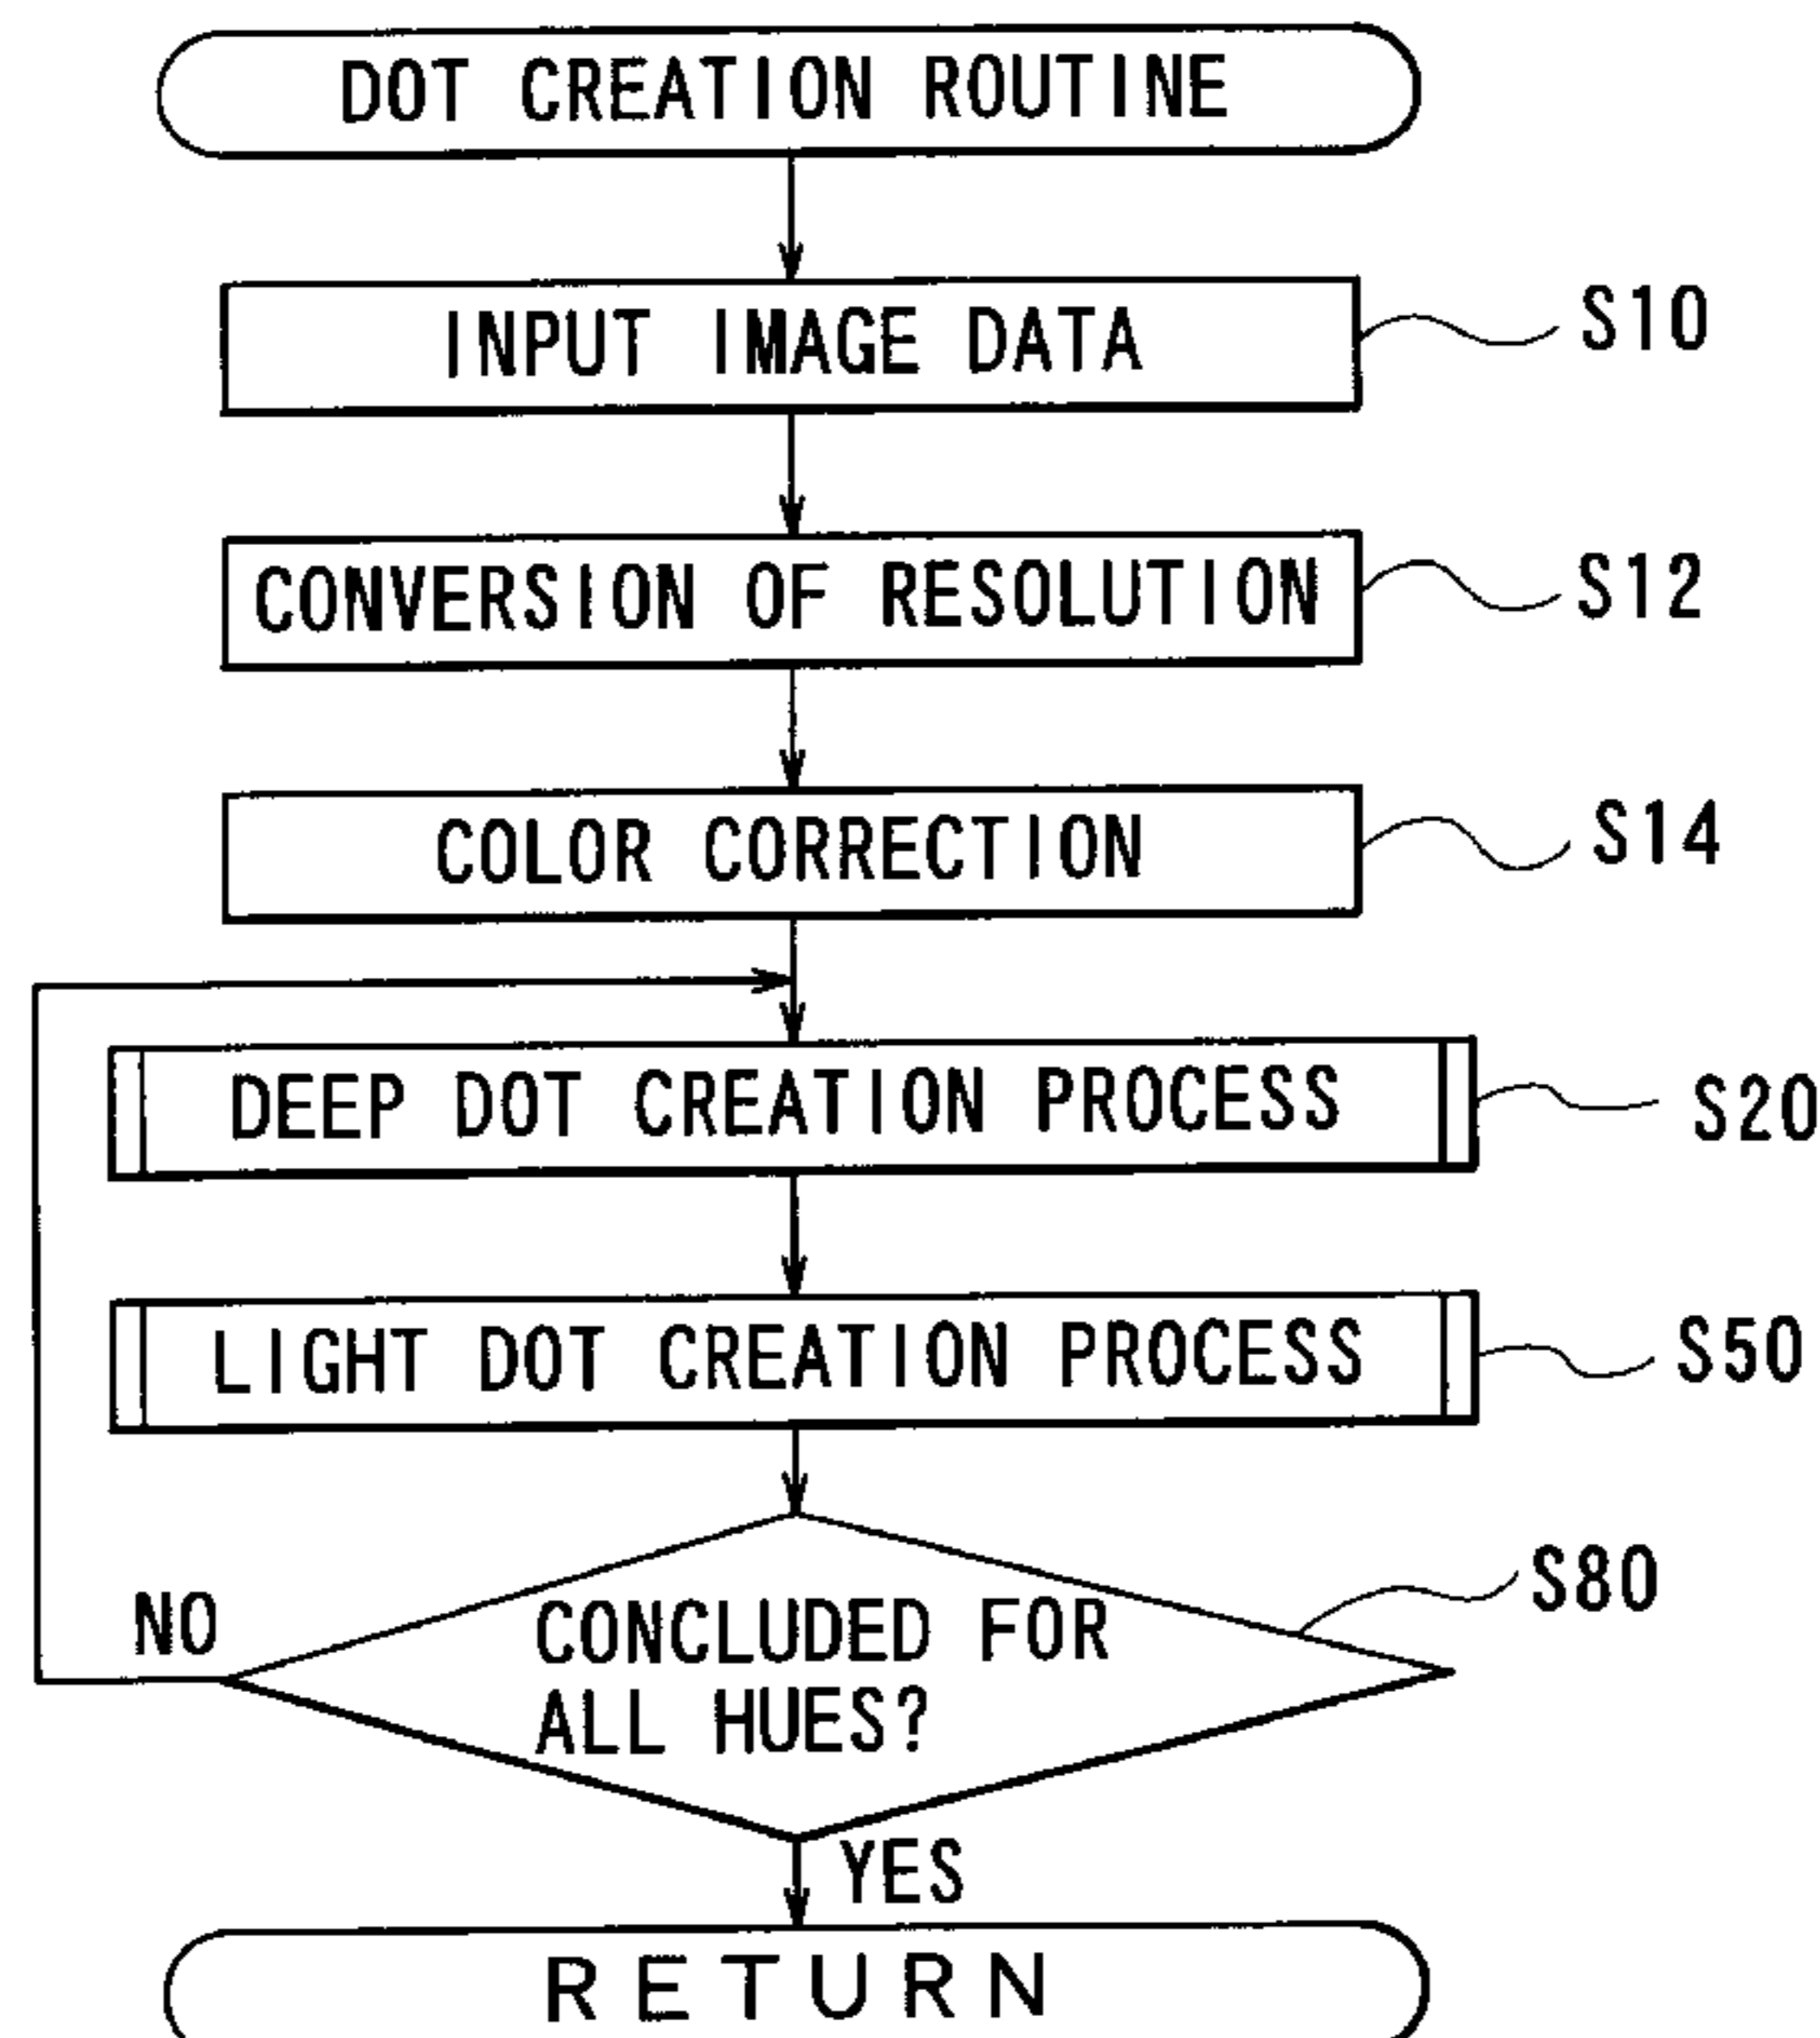 DOT CREATION ROUTINE
INPUT IMAGE DATA
S10
CONVERSION OF RESOLUTION
S12
COLOR CORRECTION
S14
DEEP DOT CREATION PROCESS
S20
LIGHT DOT CREATION PROCESS
S50
S80
NO
CONCLUDED FOR
ALL HUES?
YES
RETURN